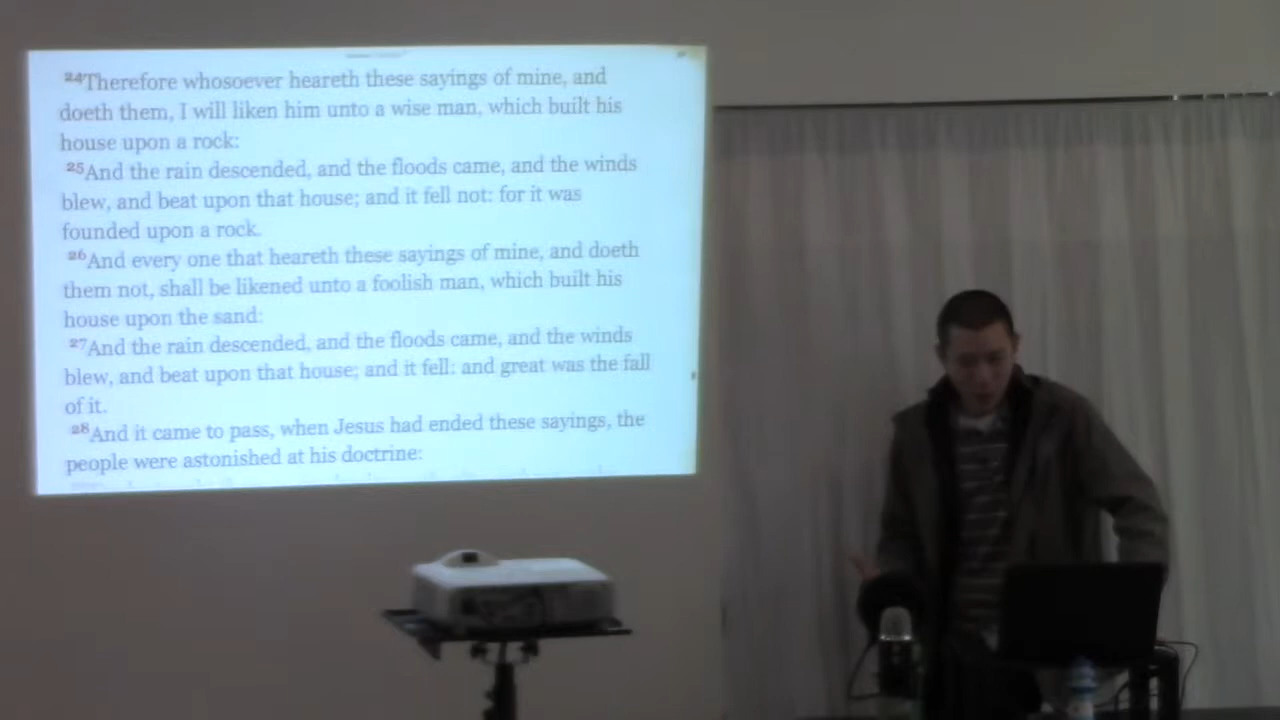 24Therefore whosoever heareth these sayings of mine, and
doeth them, I will liken him unto a wise man, which built his
house upon a rock:
25And the rain descended, and the floods came, and the winds
blew, and beat upon that house; and it fell not: for it was
founded upon a rock.
26And every one that heareth these sayings of mine, and doeth
them not, shall be likened unto a foolish man, which built his
house upon the sand:
27And the rain descended, and the floods came, and the winds
blew, and beat upon that house; and it fell: and great was the fall
of it.
28And it came to pass, when Jesus had ended these sayings, the
people were astonished at his doctrine: